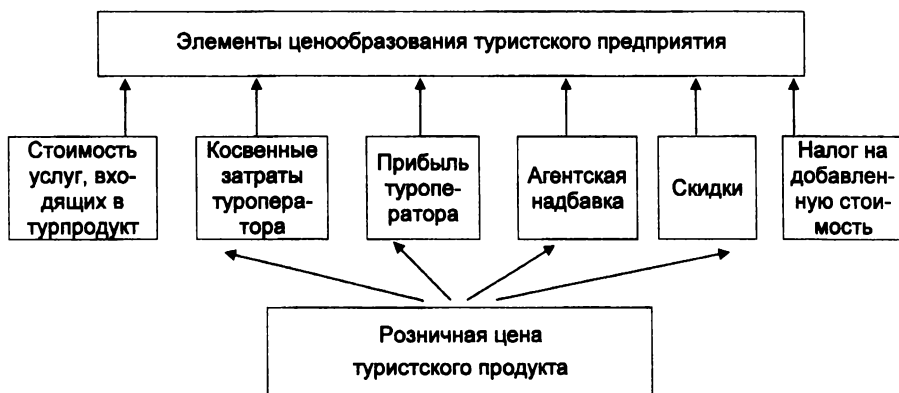 Элементы ценообразования туристского предприятия
Стоимость
услуг, вхо-
дящих в
турпродукт
Косвенные
затраты
туропера-
тора
Прибыль
туропе-
ратора
Агентская
надбавка
Скидки
Налог на
добавлен-
ную стои-
мость
Розничная цена
туристского продукта